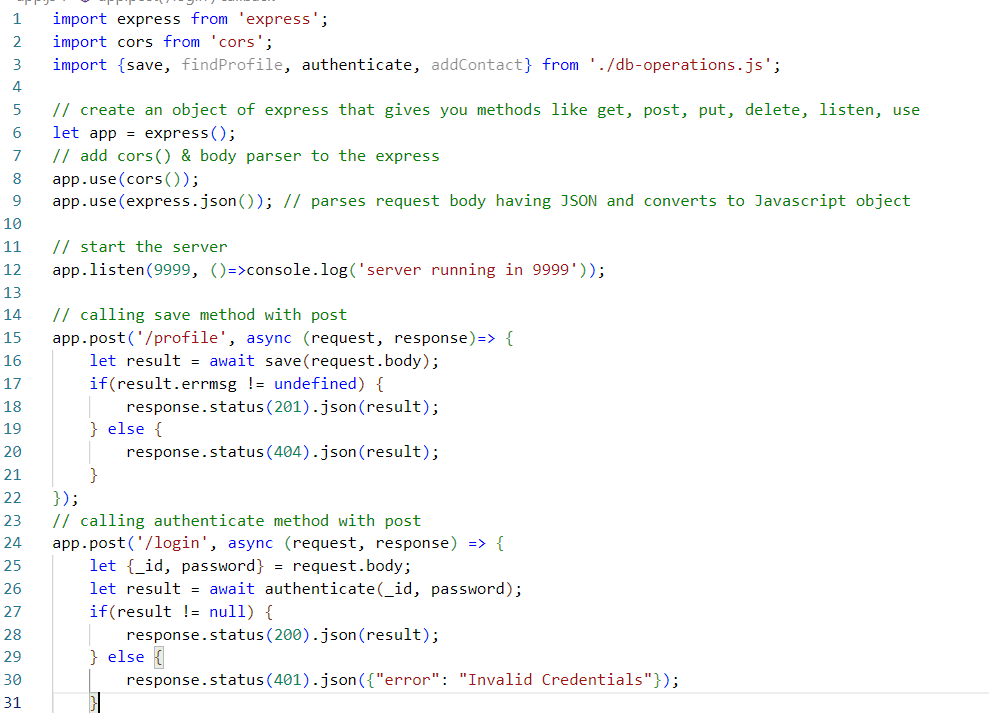 1 import express from 'express';
2 import cors from 'cors';
3 import {save, findProfile, authenticate, addContact} from './db-operations.js';
4
5 // create an object of express that gives you methods like get, post, put, delete, listen, use
6 let app = express();
7 // add cors() & body parser to the express
8 app.use(cors());
9 app.use(express.json()); // parses request body having JSON and converts to Javascript object
10
11 // start the server
12 app.listen(9999, ()=>console.log('server running in 9999'));
13
14 // calling save method with post
15 app.post('/profile', async (request, response)=> {
16     let result = await save(request.body);
17     if(result.errmsg != undefined) {
18         response.status(201).json(result);
19     } else {
20         response.status(404).json(result);
21     }
22 });
23 // calling authenticate method with post
24 app.post('/login', async (request, response) => {
25     let {_id, password} = request.body;
26     let result = await authenticate(_id, password);
27     if(result != null) {
28         response.status(200).json(result);
29     } else {
30         response.status(401).json({"error": "Invalid Credentials"});
31     }